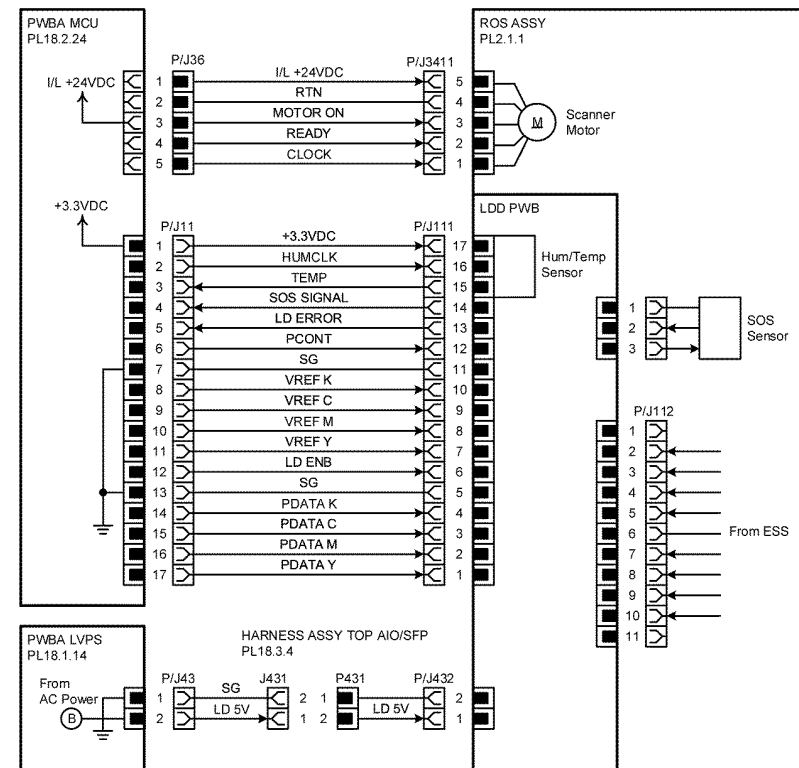 PWBA MCU
PL18.2.24
ROS ASSY
PL2.1.1
P/J36
P/J3411
I/L +24VDC
1 I/L +24VDC 5
2 RTN 4
3 MOTOR ON 3
4 READY 2
5 CLOCK 1
M
Scanner
Motor
+3.3VDC
LDD PWB
P/J11
P/J111
1 +3.3VDC 17
2 HUMCLK 16
3 TEMP 15
4 SOS SIGNAL 14
5 LD ERROR 13
6 PCONT 12
7 SG 11
8 VREF K 10
9 VREF C 9
10 VREF M 8
11 VREF Y 7
12 LD ENB 6
13 SG 5
14 PDATA K 4
15 PDATA C 3
16 PDATA M 2
17 PDATA Y 1
Hum/Temp
Sensor
1
2
3
SOS
Sensor
P/J112
1
2
3
4
5
6
7
8
9
10
11
From ESS
PWBA LVPS
PL18.1.14
HARNESS ASSY TOP AIO/SFP
PL18.3.4
From
AC Power
B
P/J43
J431
P431
P/J432
1 SG 2 1 2
2 LD 5V 1 2 LD 5V 1